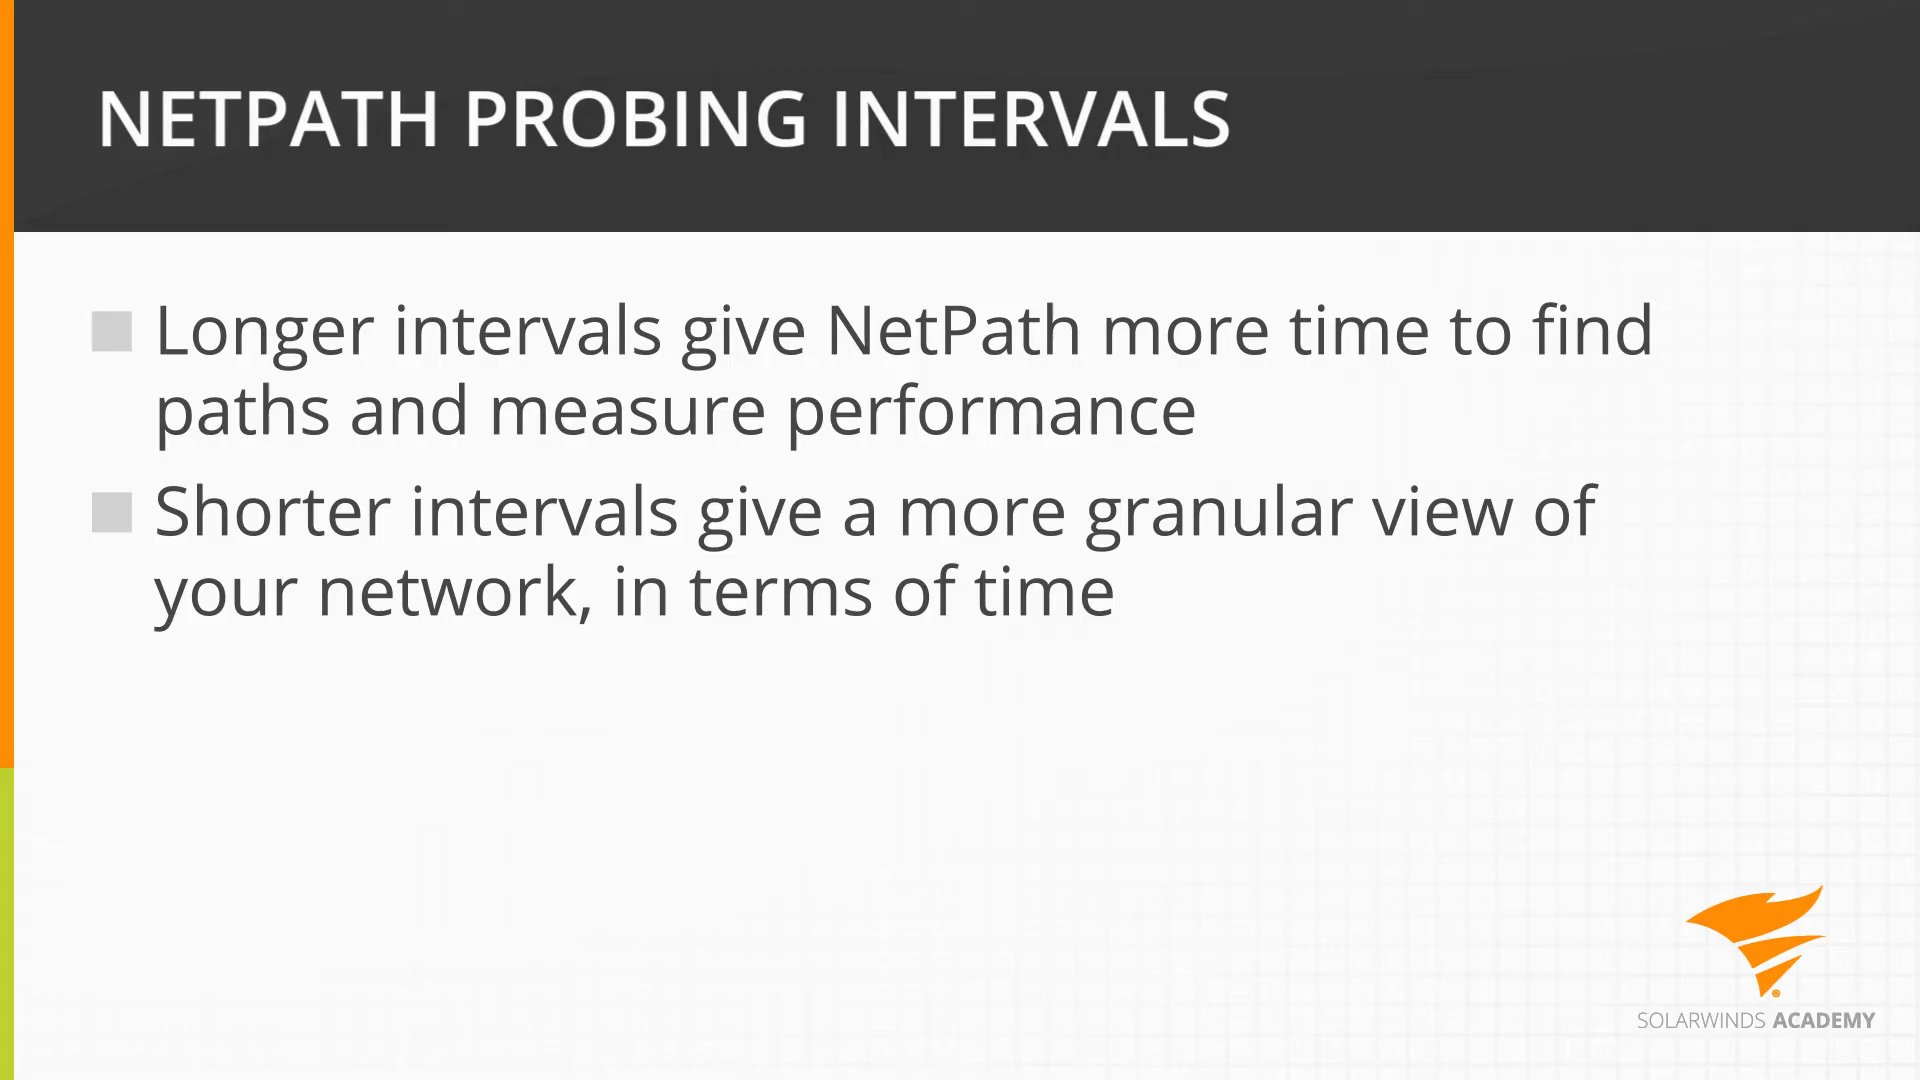 NETPATH PROBING INTERVALS
Longer intervals give NetPath more time to find
paths and measure performance
Shorter intervals give a more granular view of
your network, in terms of time
SOLARWINDS ACADEMY